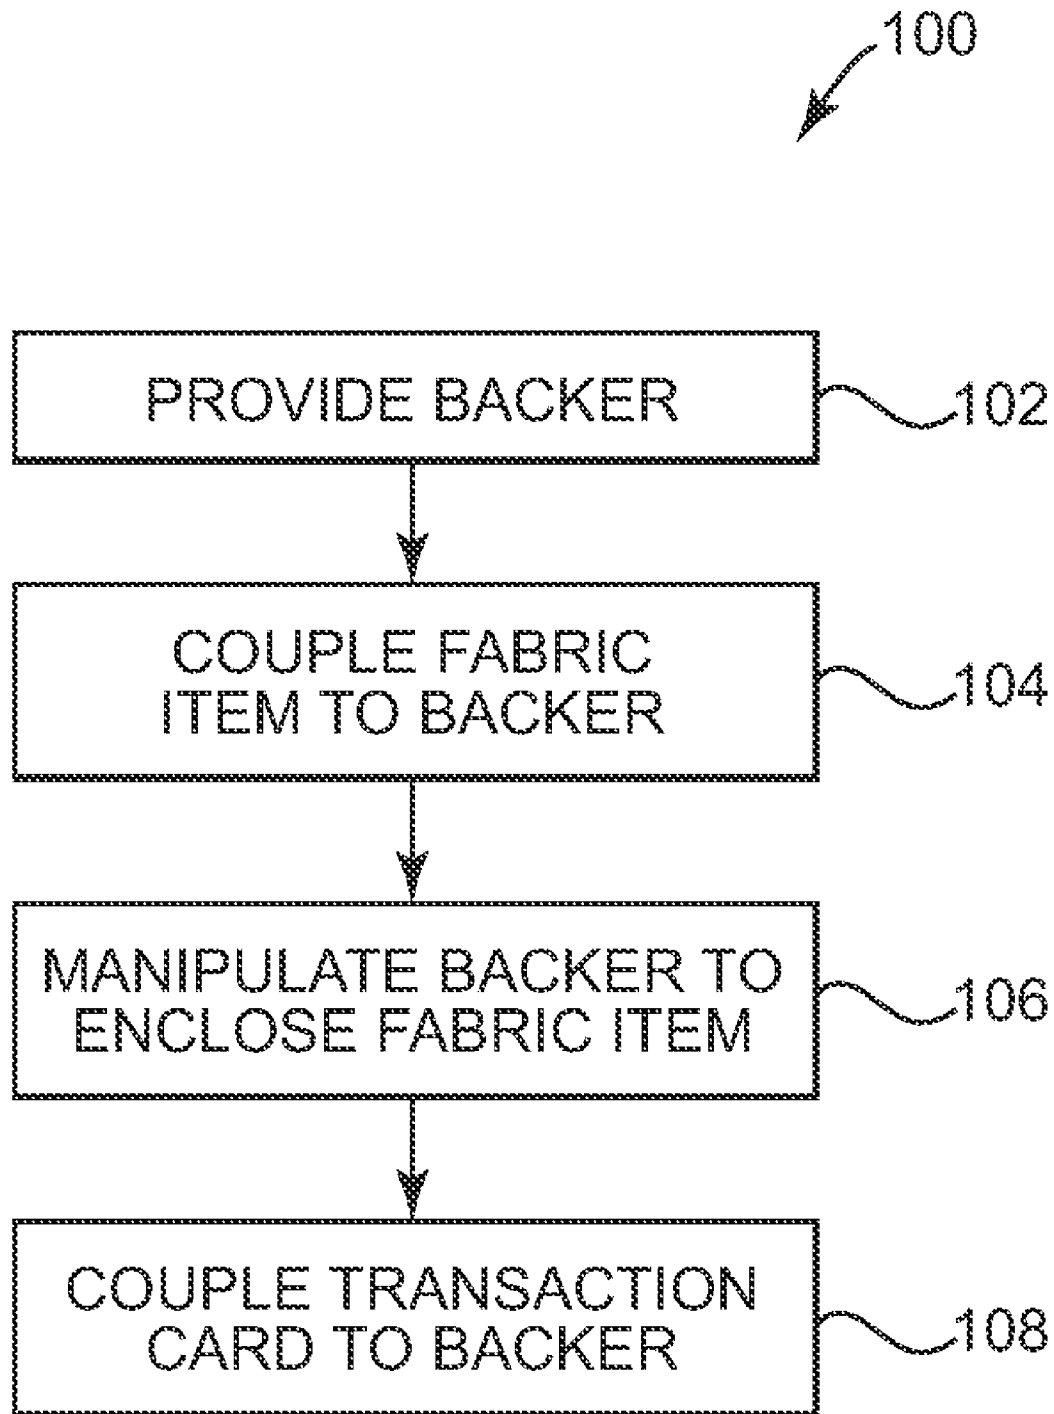 100
PROVIDE BACKER
102
COUPLE FABRIC
ITEM TO BACKER
104
MANIPULATE BACKER TO
ENCLOSE FABRIC ITEM
106
COUPLE TRANSACTION
CARD TO BACKER
108